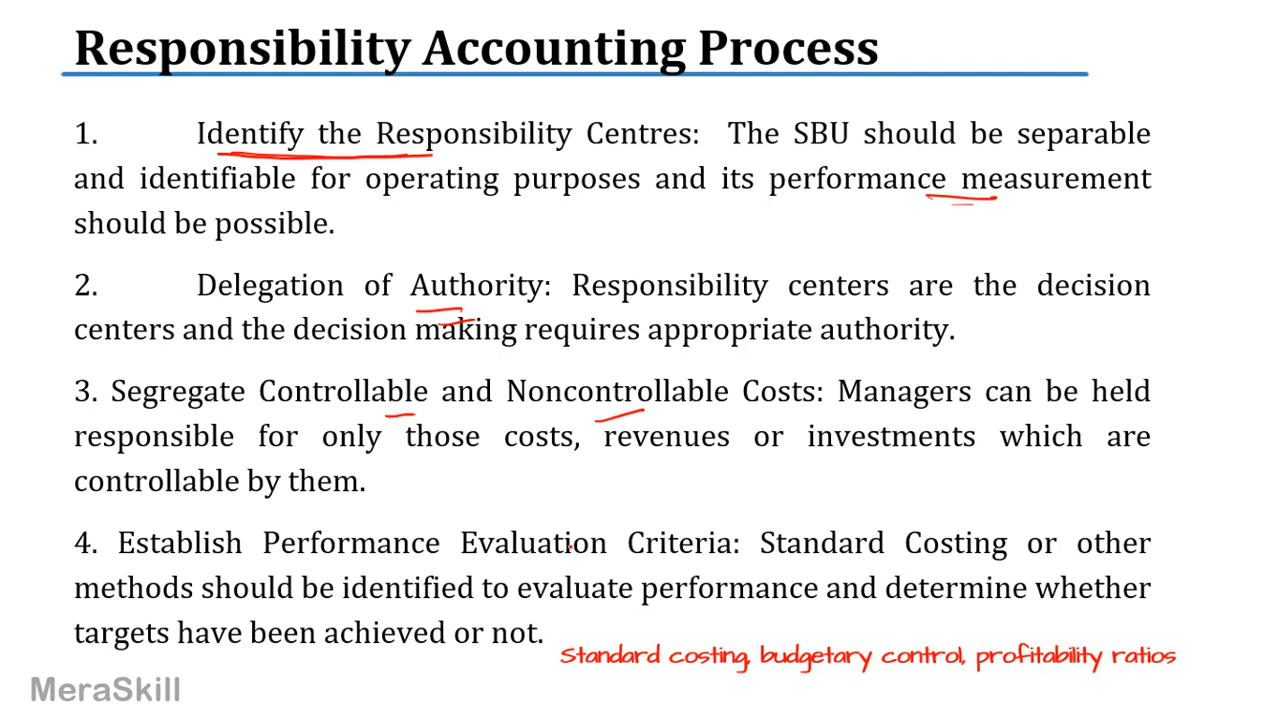 Responsibility Accounting Process
1. Identify the Responsibility Centres: The SBU should be separable
and identifiable for operating purposes and its performance measurement
should be possible.
2. Delegation of Authority: Responsibility centers are the decision
centers and the decision making requires appropriate authority.
3. Segregate Controllable and Noncontrollable Costs: Managers can be held
responsible for only those costs, revenues or investments which are
controllable by them.
4. Establish Performance Evaluation Criteria: Standard Costing or other
methods should be identified to evaluate performance and determine whether
targets have been achieved or not.
Standard costing, budgetary control, profitability ratios
MeraSkill